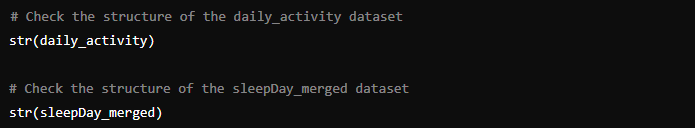 # Check the structure of the daily_activity dataset
str(daily_activity)
# Check the structure of the sleepDay_merged dataset
str(sleepDay_merged)